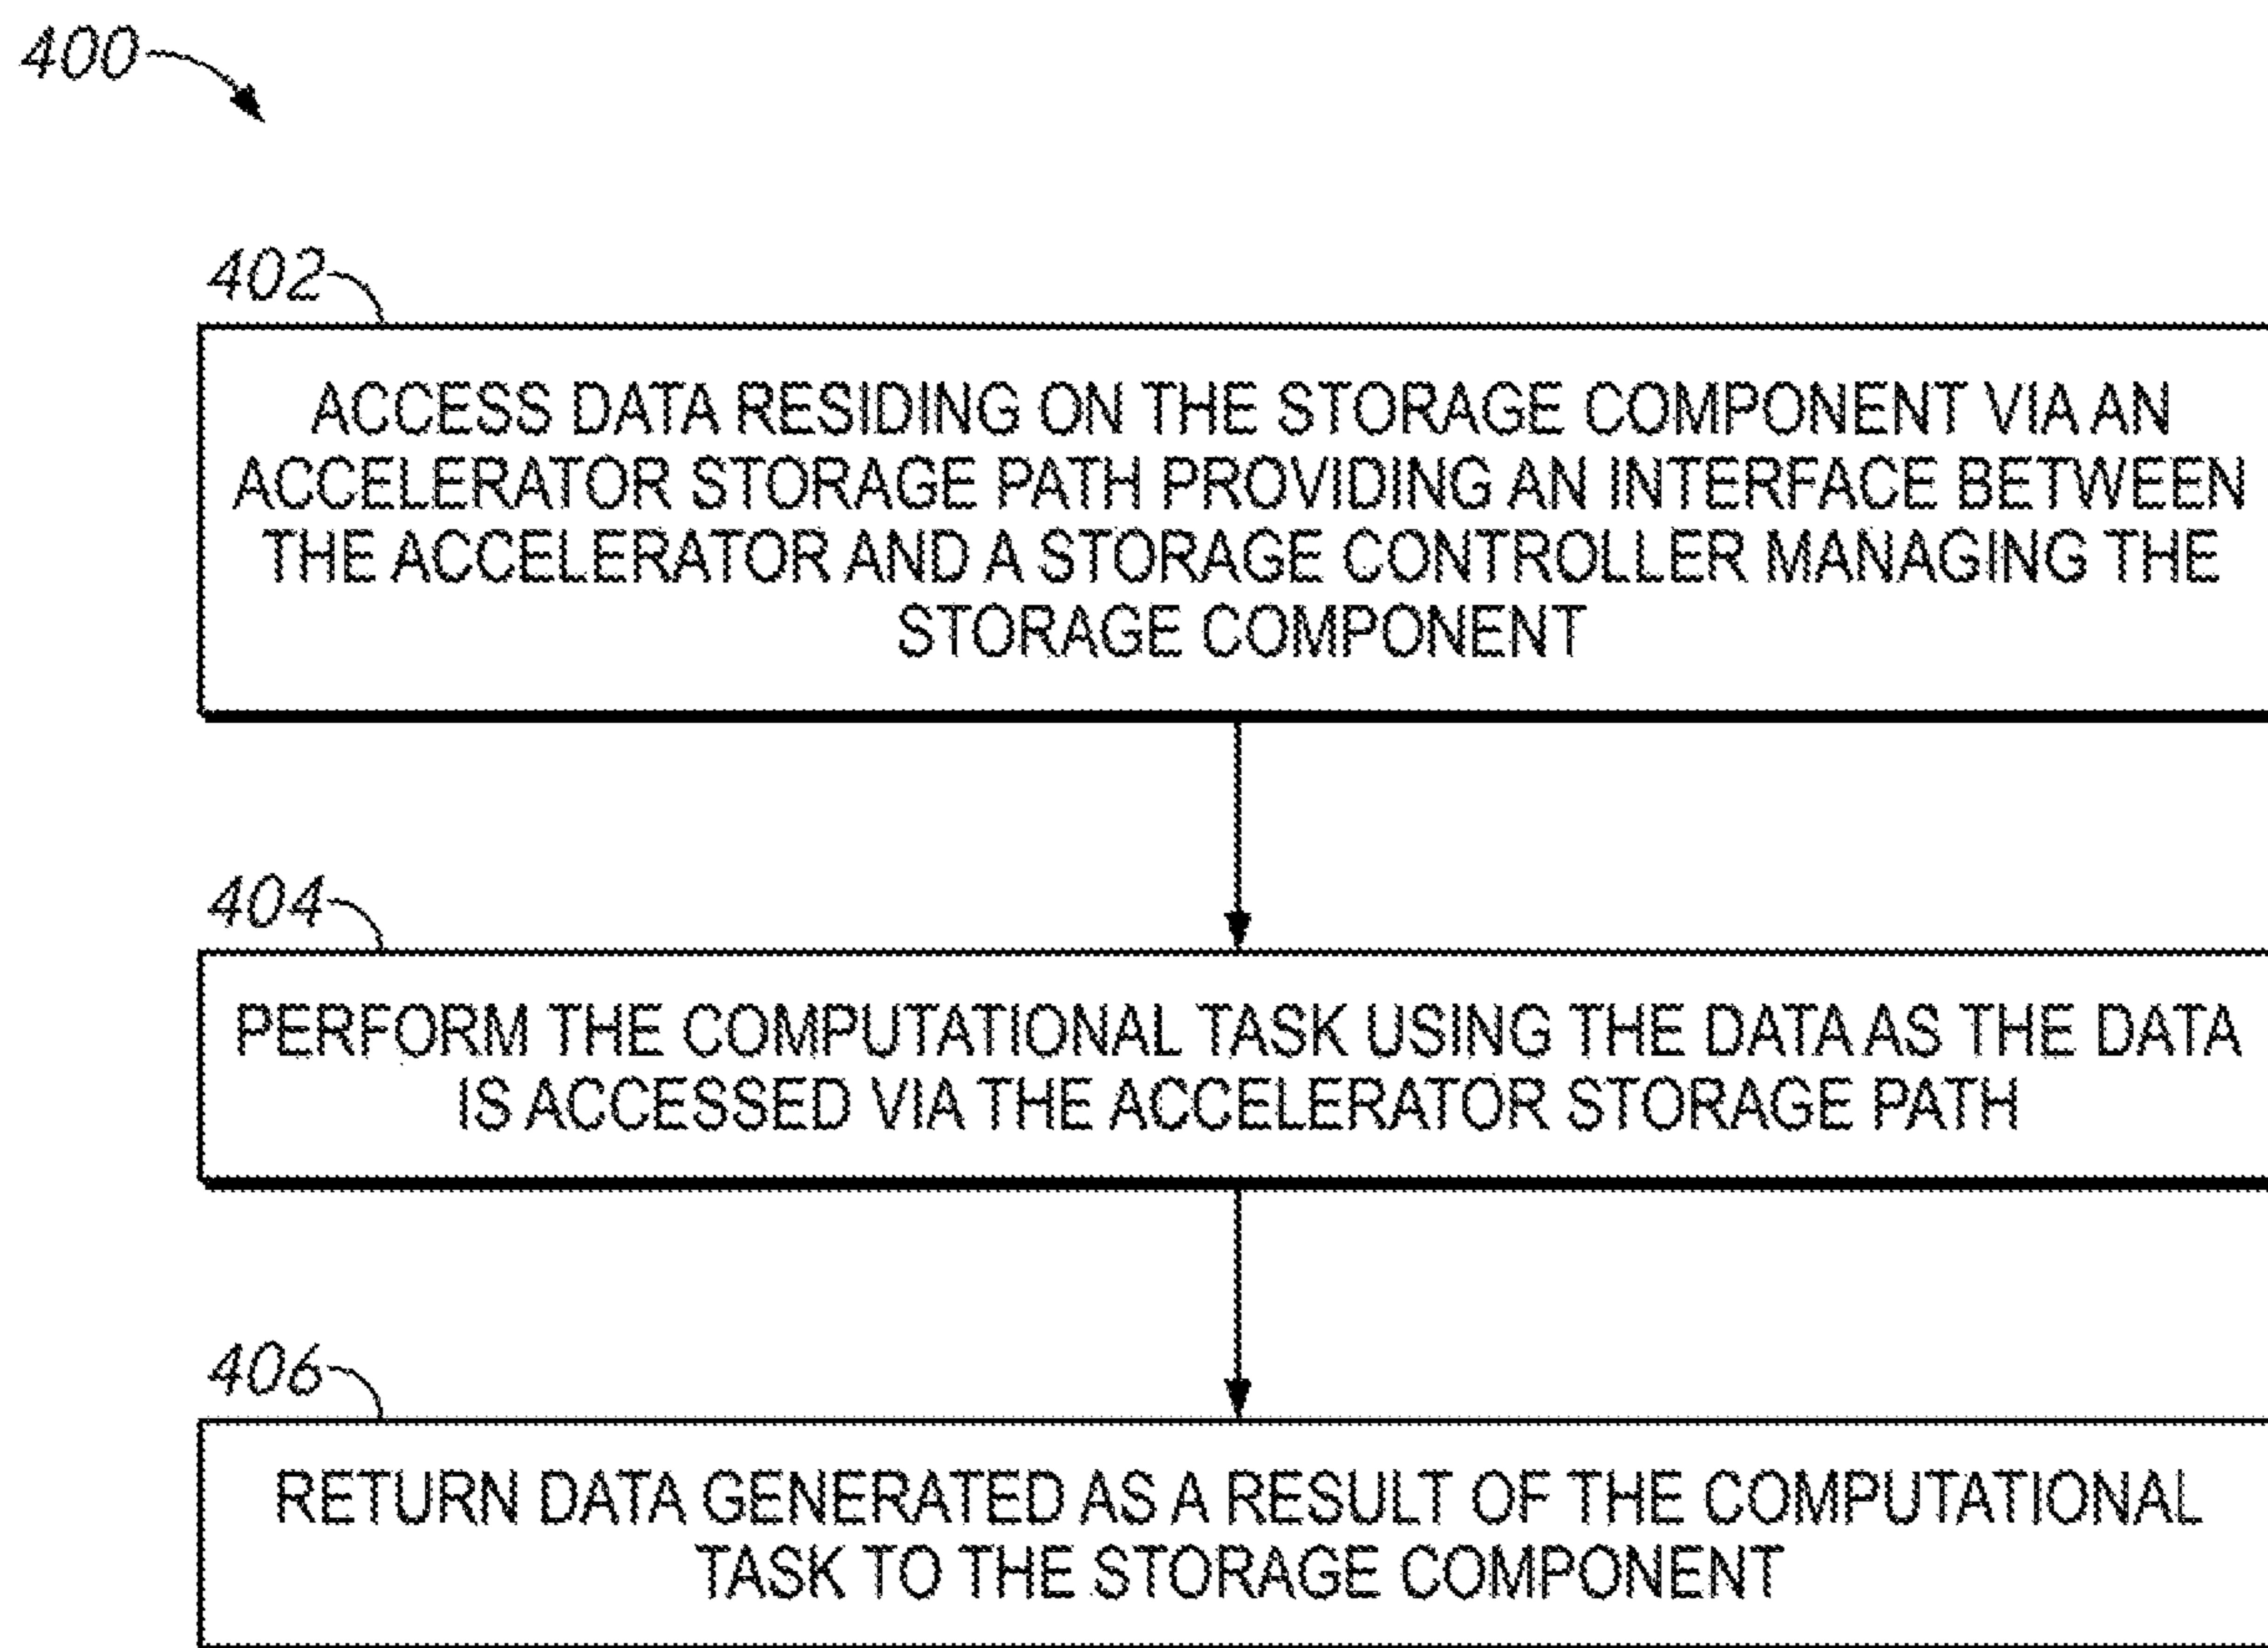 400
402
ACCESS DATA RESIDING ON THE STORAGE COMPONENT VIA AN
ACCELERATOR STORAGE PATH PROVIDING AN INTERFACE BETWEEN
THE ACCELERATOR AND A STORAGE CONTROLLER MANAGING THE
STORAGE COMPONENT
404
PERFORM THE COMPUTATIONAL TASK USING THE DATA AS THE DATA
IS ACCESSED VIA THE ACCELERATOR STORAGE PATH
406
RETURN DATA GENERATED AS A RESULT OF THE COMPUTATIONAL
TASK TO THE STORAGE COMPONENT